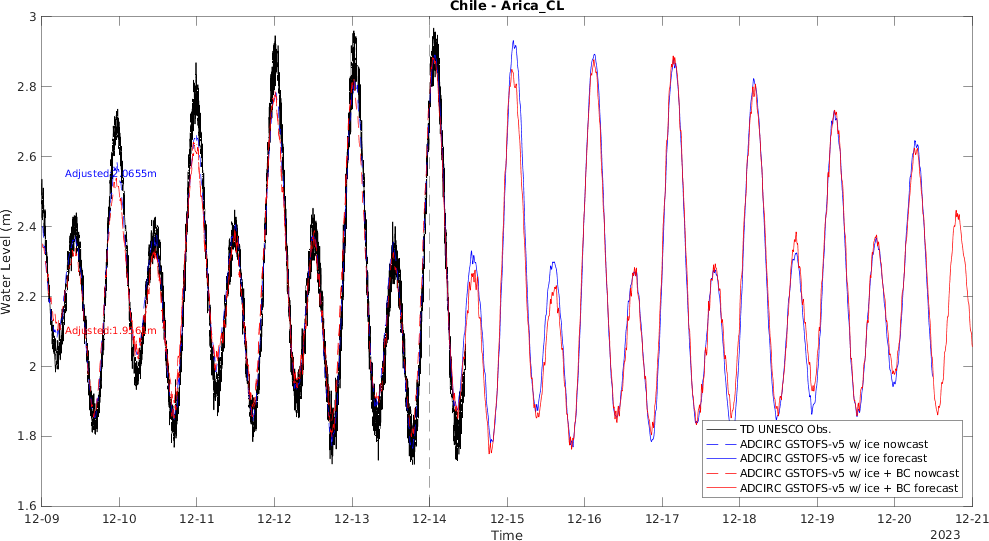 Chile - Arica_CL
3
2.8
2.6
2.4
2.2
2
1.8
1.6
Water Level (m)
Adjusted:2.0655m
TD UNESCO Obs.
ADCIRC GSTOFS-v5 w/ ice nowcast
ADCIRC GSTOFS-v5 w/ ice forecast
ADCIRC GSTOFS-v5 w/ ice + BC nowcast
ADCIRC GSTOFS-v5 w/ ice + BC forecast
12-09 12-10 12-11 12-12 12-13 12-14 12-15 12-16 12-17 12-18 12-19 12-20 12-21
Time
2023